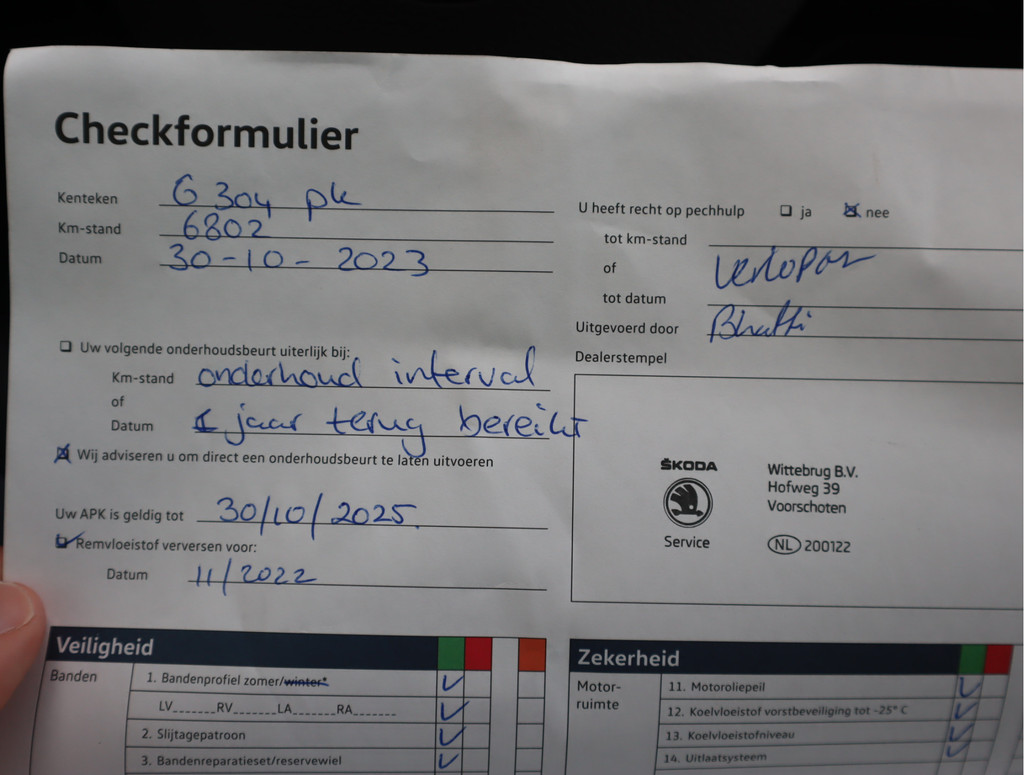 Checkformulier
Kenteken G 304 pk
Km-stand 6802
Datum 30-10-2023
U heeft recht op pechhulp ja nee
tot km-stand
of verlopen
tot datum
Uitgevoerd door Bhatti
Dealerstempel
Uw volgende onderhoudsbeurt uiterlijk bij:
Km-stand onderhoud interval
of
Datum 1 jaar terug bereikt
Wij adviseren u om direct een onderhoudsbeurt te laten uitvoeren
Uw APK is geldig tot 30/10/2025
Remvloeistof verversen voor:
Datum 11/2022
ŠKODA
Service
Wittebrug B.V.
Hofweg 39
Voorschoten
NL 200122
Veiligheid
Banden
1. Bandenprofiel zomer/winter*
LV_______RV_______LA_______RA_______
2. Slijtagepatroon
3. Bandenreparatieset/reservewiel
Zekerheid
Motor-
ruimte
11. Motoroliepeil
12. Koelvloeistof vorstbeveiliging tot -25° C
13. Koelvloeistofniveau
14. Uitlaatsysteem